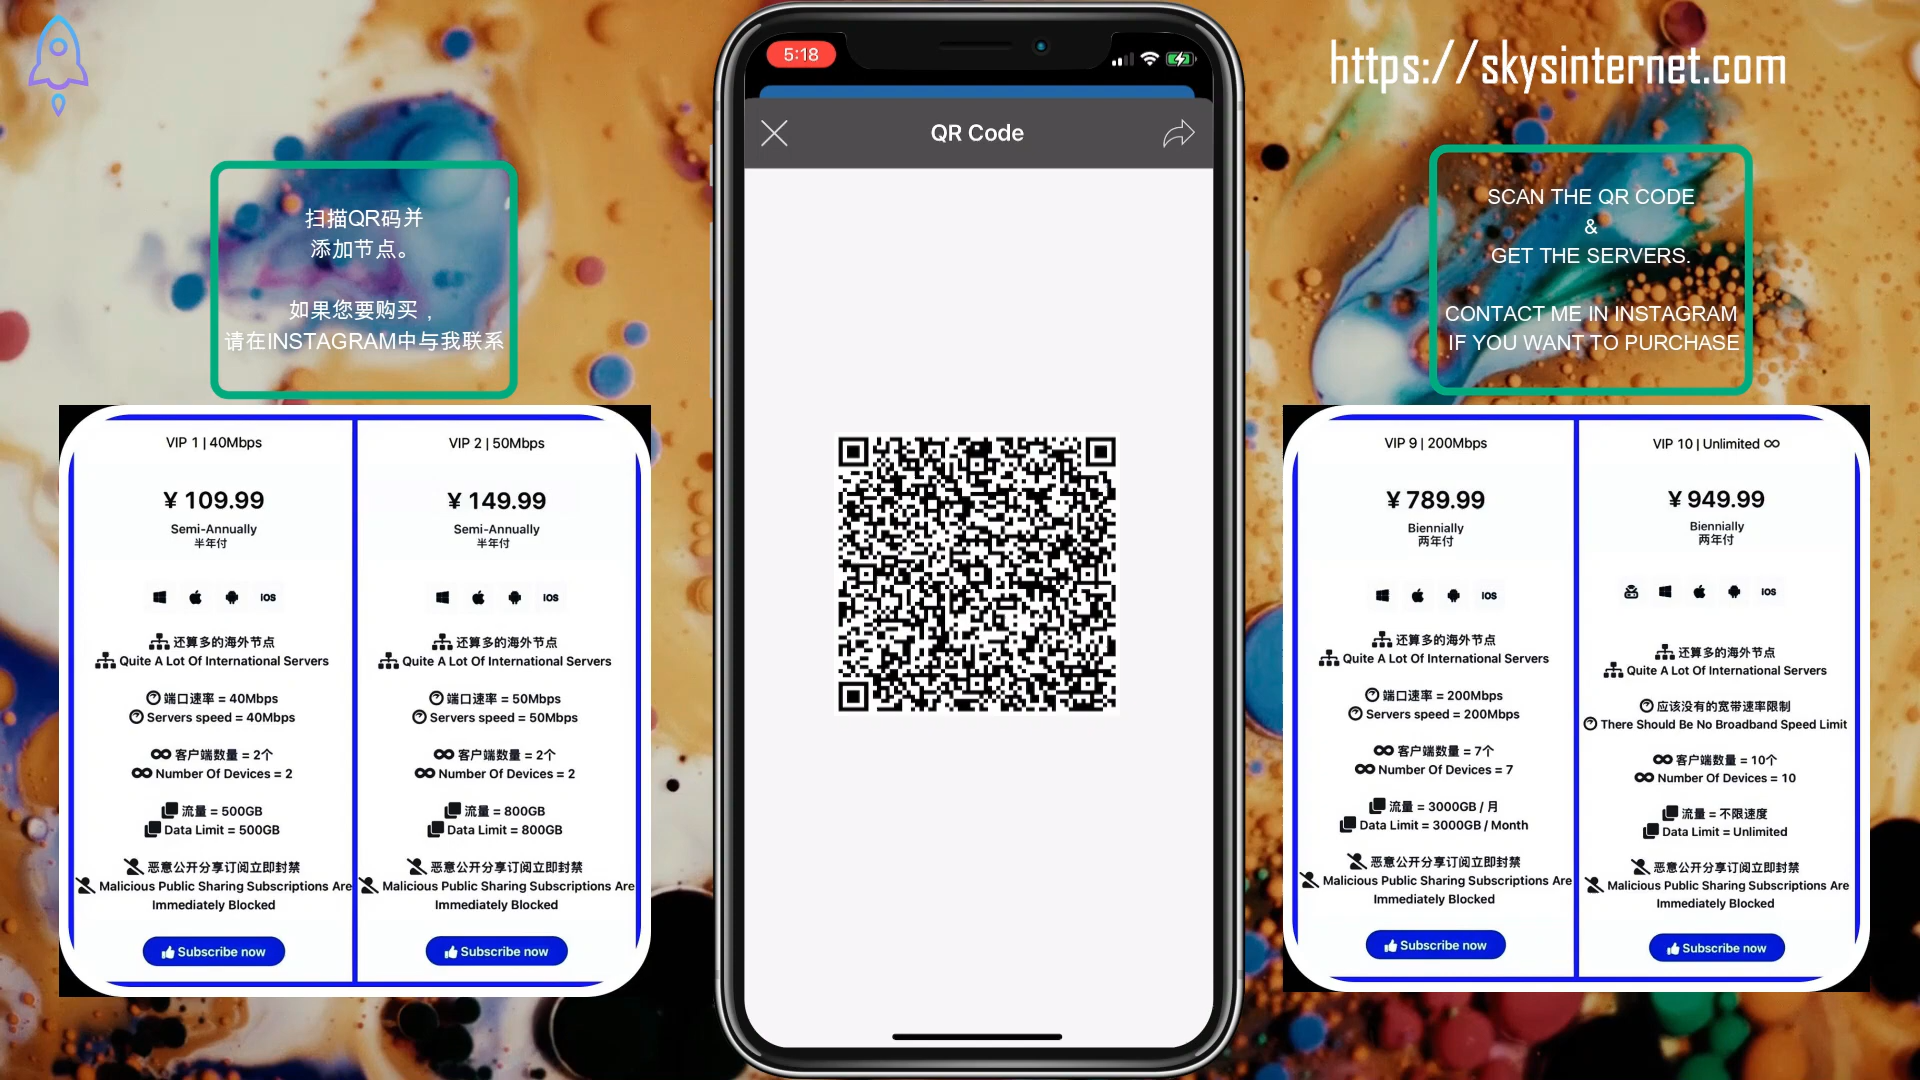 https://skysinternet.com
5:18
QR Code
扫描QR码并
添加节点。
如果您要购买，
请在INSTAGRAM中与我联系
SCAN THE QR CODE
&
GET THE SERVERS.
CONTACT ME IN INSTAGRAM
IF YOU WANT TO PURCHASE
VIP 1 | 40Mbps
¥ 109.99
Semi-Annually
半年付
iOS
还算多的海外节点
Quite A Lot Of International Servers
端口速率 = 40Mbps
Servers speed = 40Mbps
客户端数量 = 2个
Number Of Devices = 2
流量 = 500GB
Data Limit = 500GB
恶意公开分享订阅立即封禁
Malicious Public Sharing Subscriptions Are
Immediately Blocked
Subscribe now
VIP 2 | 50Mbps
¥ 149.99
Semi-Annually
半年付
iOS
还算多的海外节点
Quite A Lot Of International Servers
端口速率 = 50Mbps
Servers speed = 50Mbps
客户端数量 = 2个
Number Of Devices = 2
流量 = 800GB
Data Limit = 800GB
恶意公开分享订阅立即封禁
Malicious Public Sharing Subscriptions Are
Immediately Blocked
Subscribe now
VIP 9 | 200Mbps
¥ 789.99
Biennially
两年付
iOS
还算多的海外节点
Quite A Lot Of International Servers
端口速率 = 200Mbps
Servers speed = 200Mbps
客户端数量 = 7个
Number Of Devices = 7
流量 = 3000GB / 月
Data Limit = 3000GB / Month
恶意公开分享订阅立即封禁
Malicious Public Sharing Subscriptions Are
Immediately Blocked
Subscribe now
VIP 10 | Unlimited ∞
¥ 949.99
Biennially
两年付
iOS
还算多的海外节点
Quite A Lot Of International Servers
应该没有的宽带速率限制
There Should Be No Broadband Speed Limit
客户端数量 = 10个
Number Of Devices = 10
流量 = 不限速度
Data Limit = Unlimited
恶意公开分享订阅立即封禁
Malicious Public Sharing Subscriptions Are
Immediately Blocked
Subscribe now